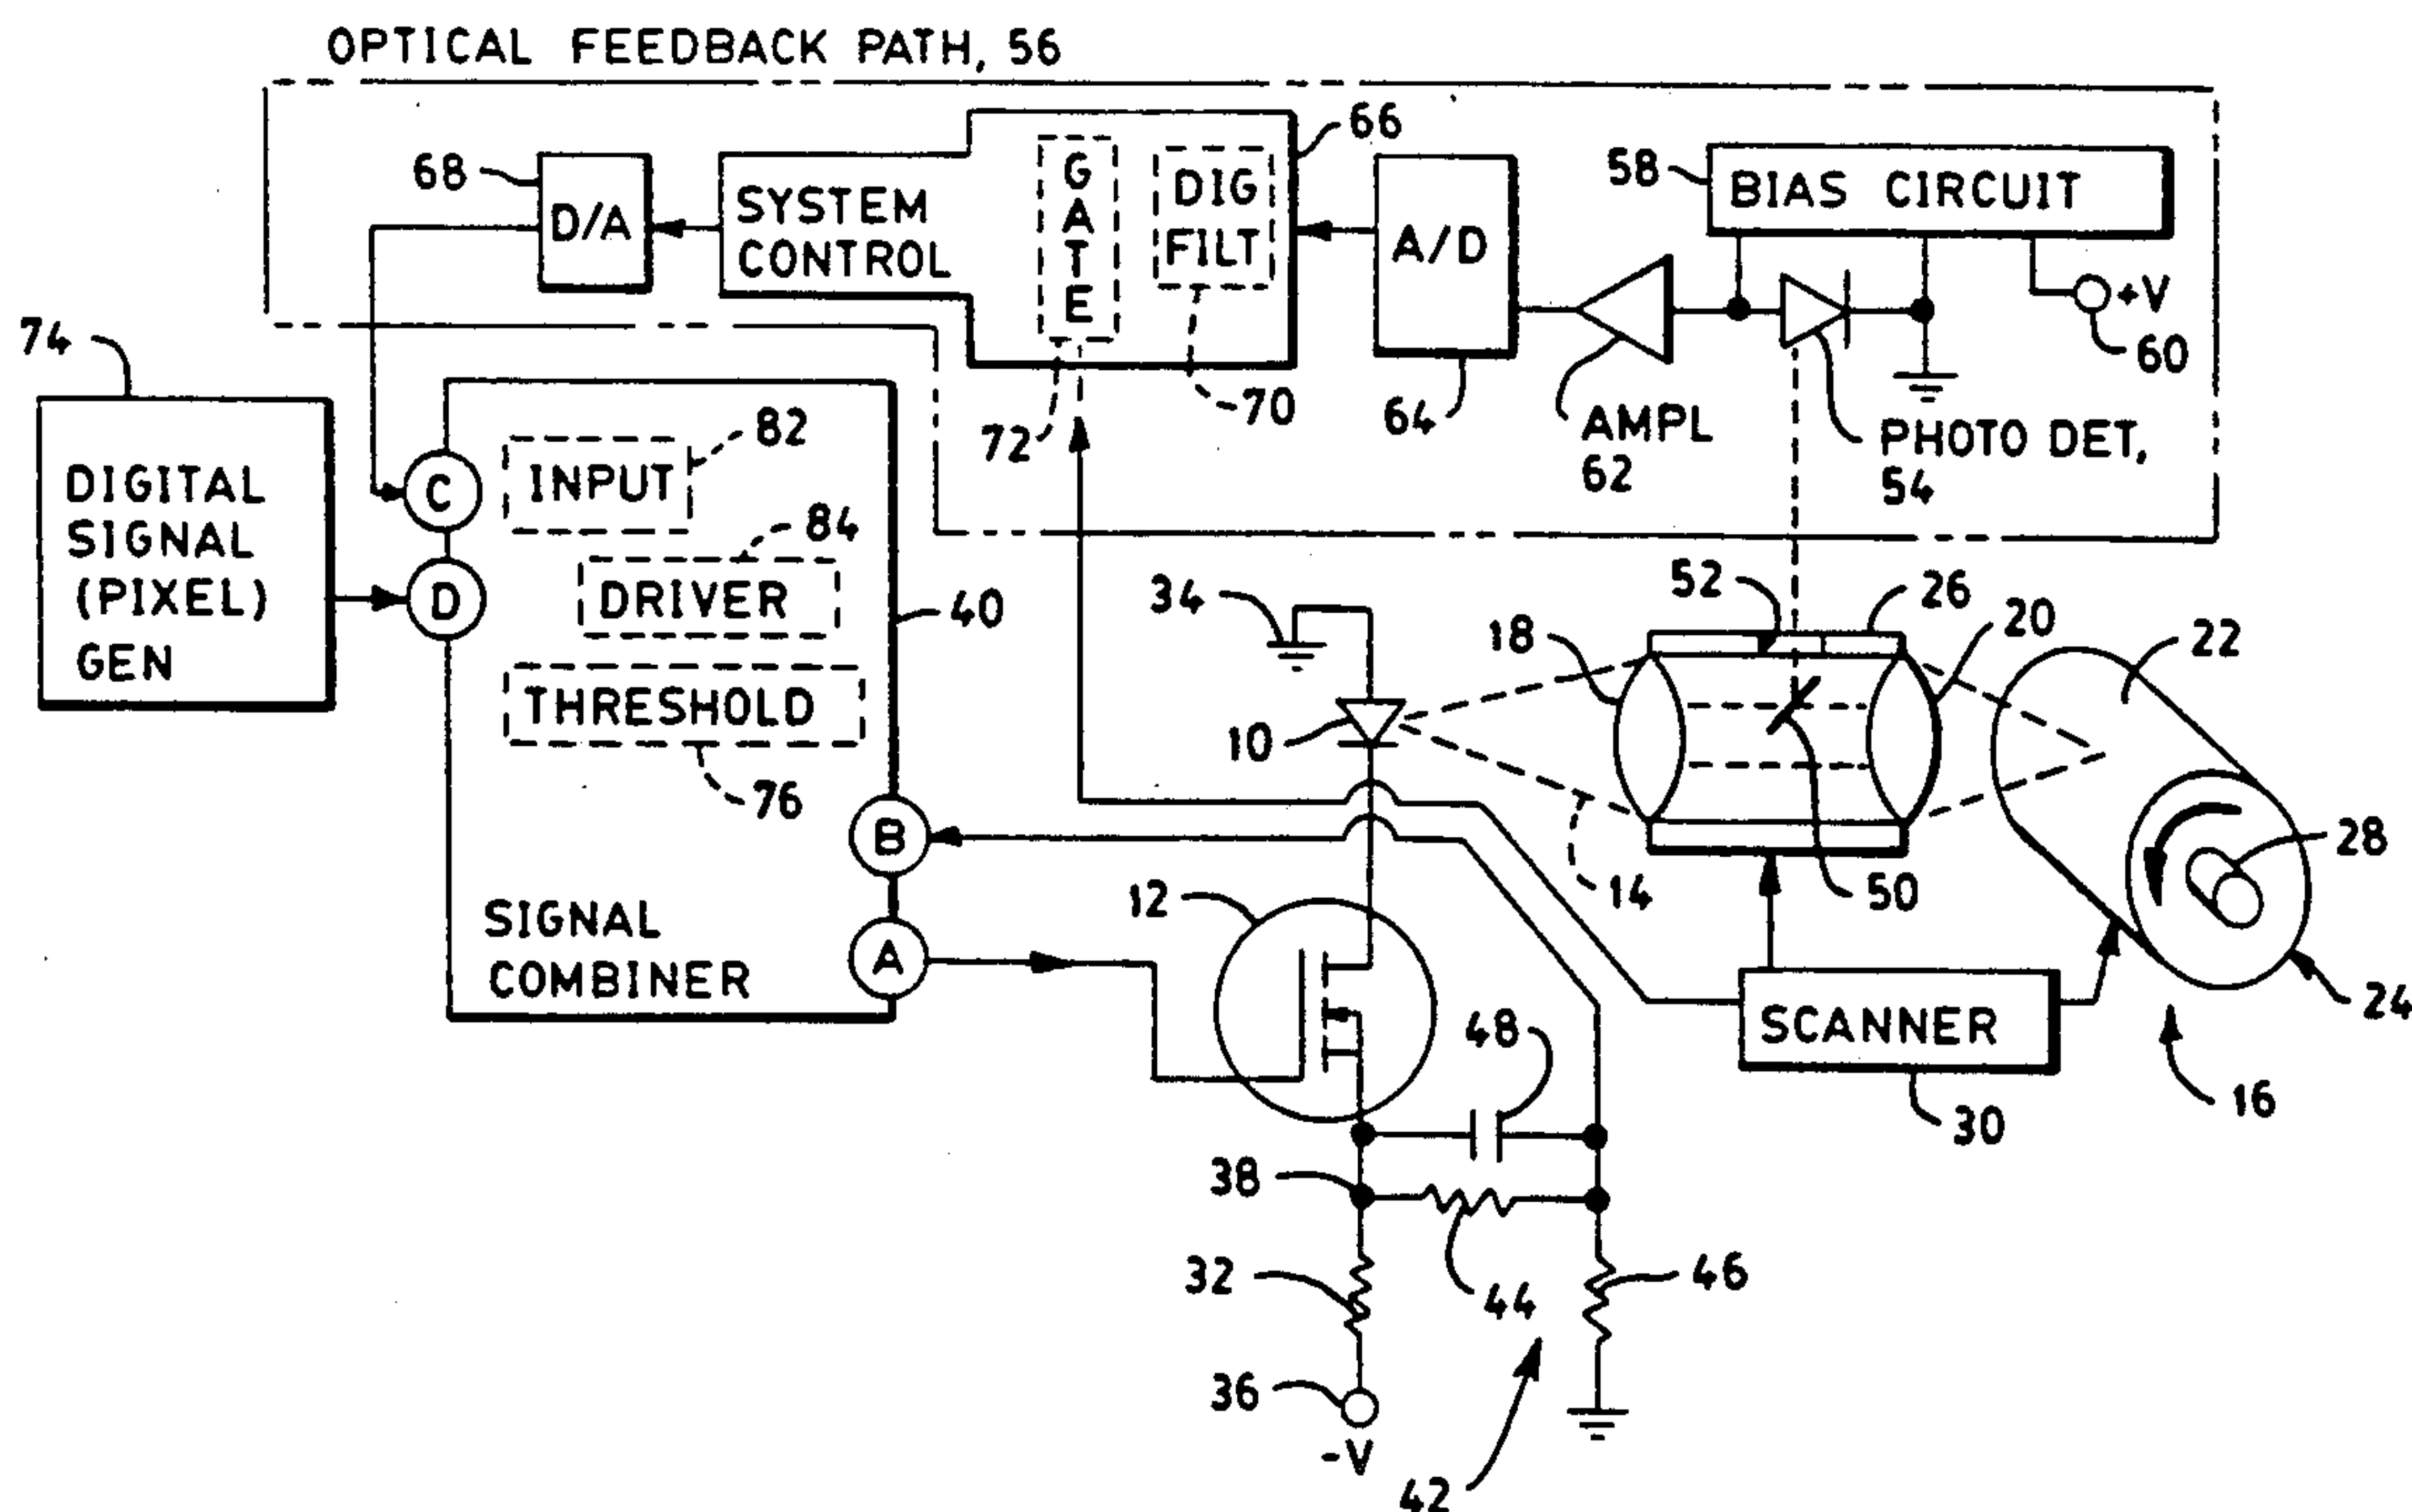 OPTICAL FEEDBACK PATH, 56
66
68
D/A
SYSTEM
CONTROL
GATE
DIG
FILT
A/D
58
BIAS CIRCUIT
+V
60
74
72
70
64
AMPL
62
PHOTO DET,
54
DIGITAL
SIGNAL
(PIXEL)
GEN
C
D
INPUT
82
84
DRIVER
40
THRESHOLD
76
34
52
26
18
20
22
10
B
28
14
50
12
SIGNAL
COMBINER
A
SCANNER
24
48
16
30
38
32
44
46
36
-V
42